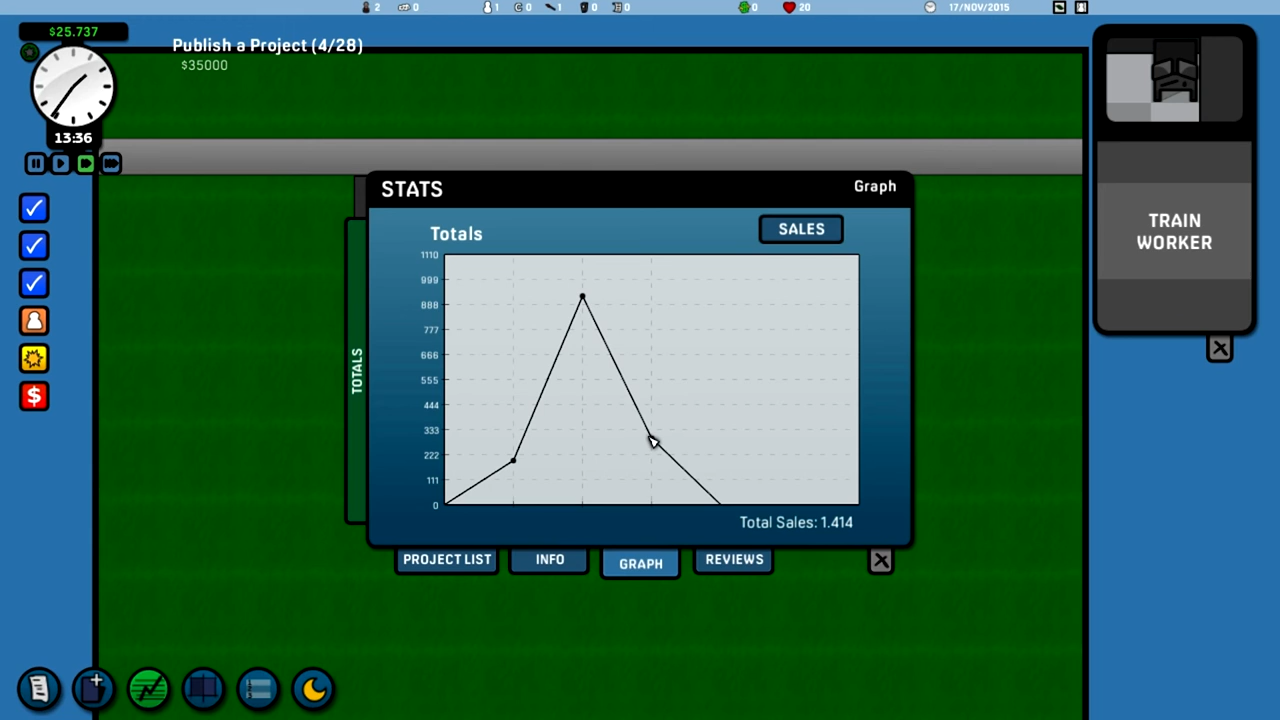 2 0 1 0 1 0 0 0 20 17/NOV/2015
$25.737
Publish a Project (4/28)
$35000
13:36
TRAIN
WORKER
STATS
Graph
Totals
SALES
1110
999
888
777
666
555
444
333
222
111
0
TOTALS
Total Sales: 1.414
PROJECT LIST
INFO
GRAPH
REVIEWS